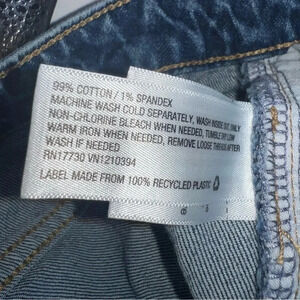 99% COTTON / 1% SPANDEX
MACHINE WASH COLD SEPARATELY, WASH INSIDE OUT, ONLY
NON-CHLORINE BLEACH WHEN NEEDED, TUMBLE DRY LOW
WARM IRON WHEN NEEDED, REMOVE LOOSE THREADS AFTER
WASH IF NEEDED
RN17730 VN1210394
LABEL MADE FROM 100% RECYCLED PLASTIC